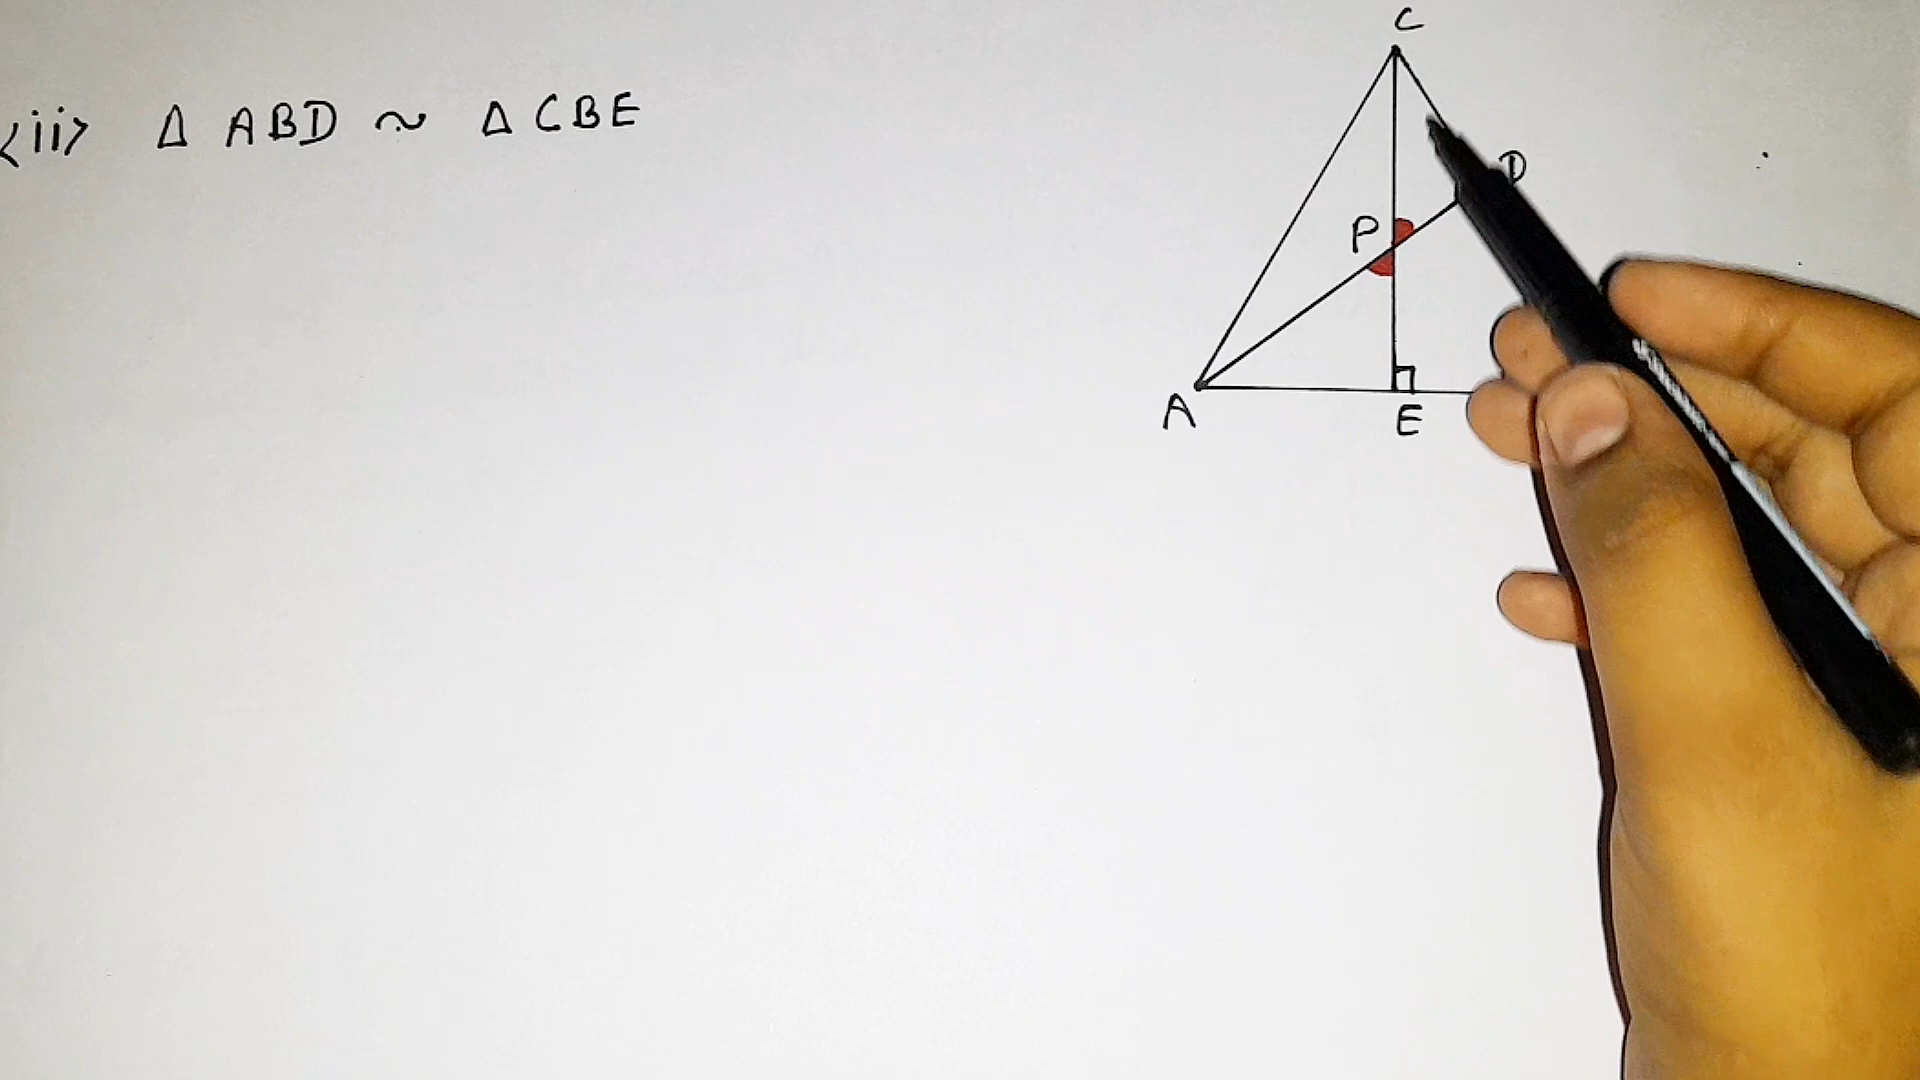 <ii> Δ ABD ~ Δ CBE
C
D
P
A
E